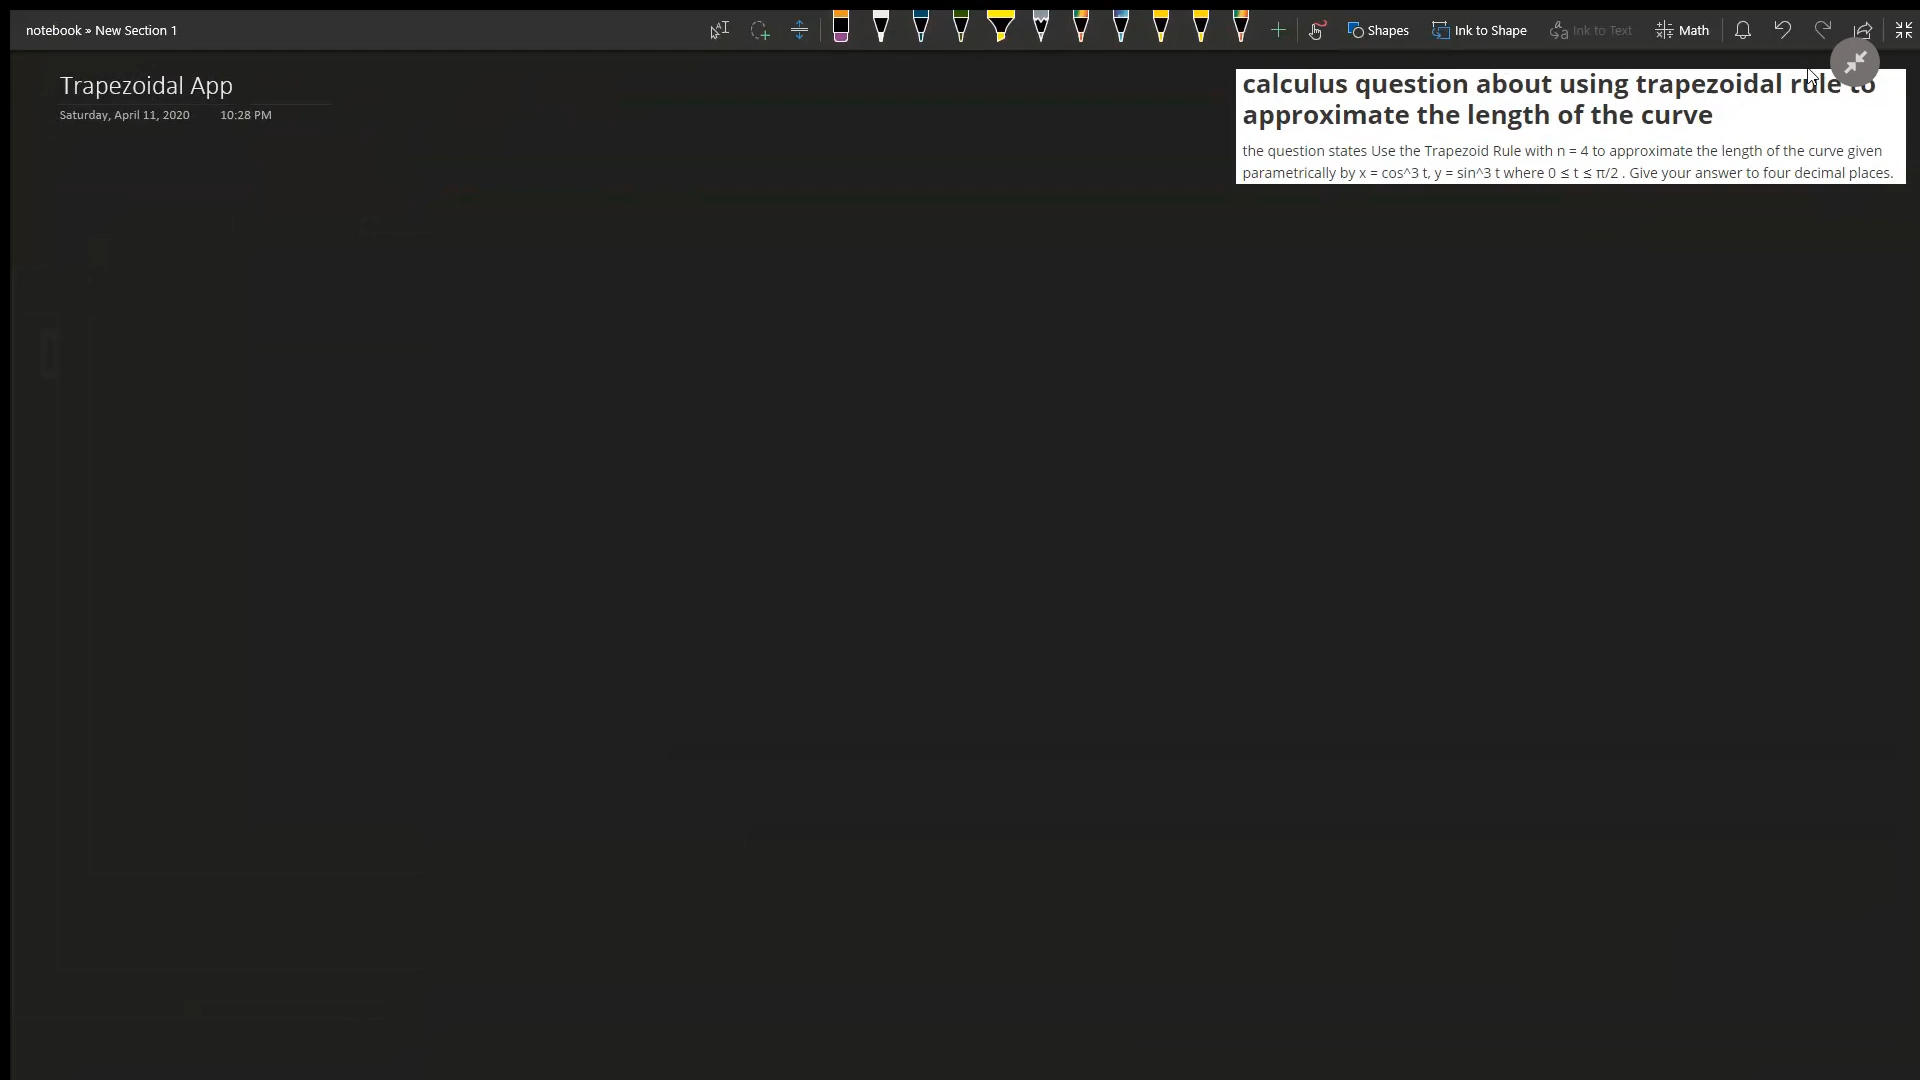 notebook » New Section 1
Shapes
Ink to Shape
Ink to Text
Math
Trapezoidal App
Saturday, April 11, 2020 10:28 PM
calculus question about using trapezoidal rule to
approximate the length of the curve
the question states Use the Trapezoid Rule with n = 4 to approximate the length of the curve given
parametrically by x = cos^3 t, y = sin^3 t where 0 ≤ t ≤ π/2 . Give your answer to four decimal places.